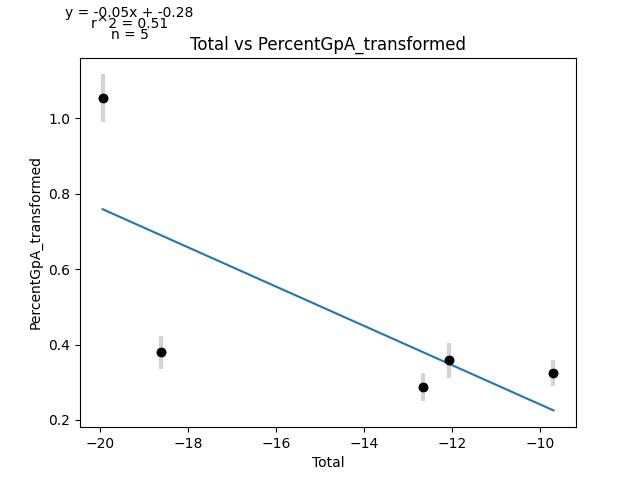 y = -0.05x + -0.28
r^2 = 0.51
n = 5
Total vs PercentGpA_transformed
PercentGpA_transformed
1.0
0.8
0.6
0.4
0.2
−20
−18
−16
−14
−12
−10
Total